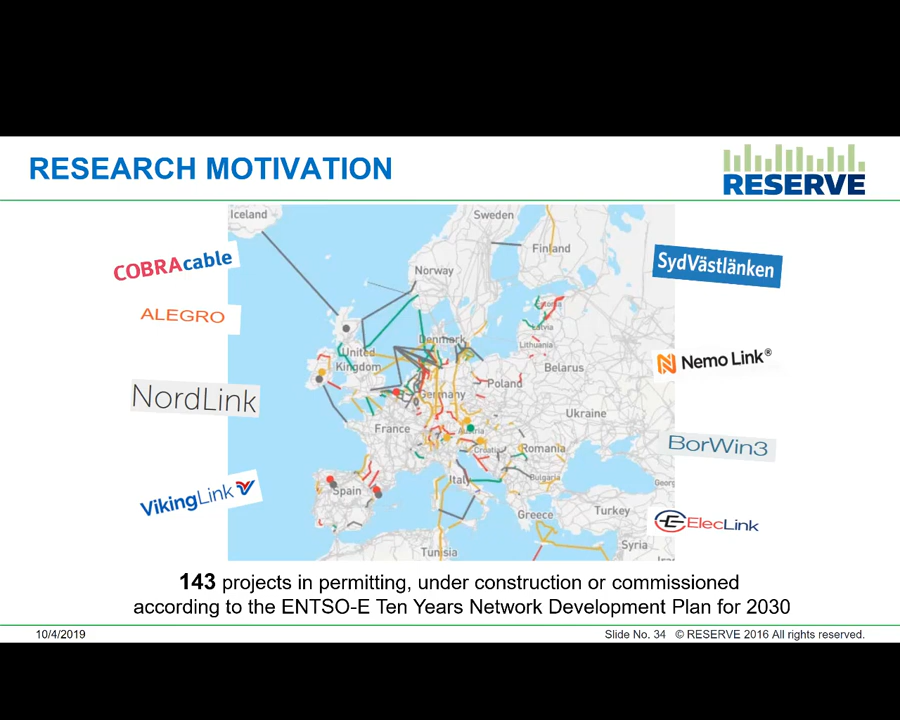 RESEARCH MOTIVATION
RESERVE
Iceland
Sweden
Finland
Norway
COBRAcable
SydVästlänken
ALEGRO
Estonia
Latvia
United
Kingdom
Denmark
Lithuania
Belarus
Nemo Link®
NordLink
Poland
Germany
Ukraine
France
Austria
Croatia
Romania
BorWin3
VikingLink
Spain
Italy
Bulgaria
Georg
Greece
Turkey
ElecLink
Tunisia
Syria
143 projects in permitting, under construction or commissioned
according to the ENTSO-E Ten Years Network Development Plan for 2030
10/4/2019
Slide No. 34 © RESERVE 2016 All rights reserved.